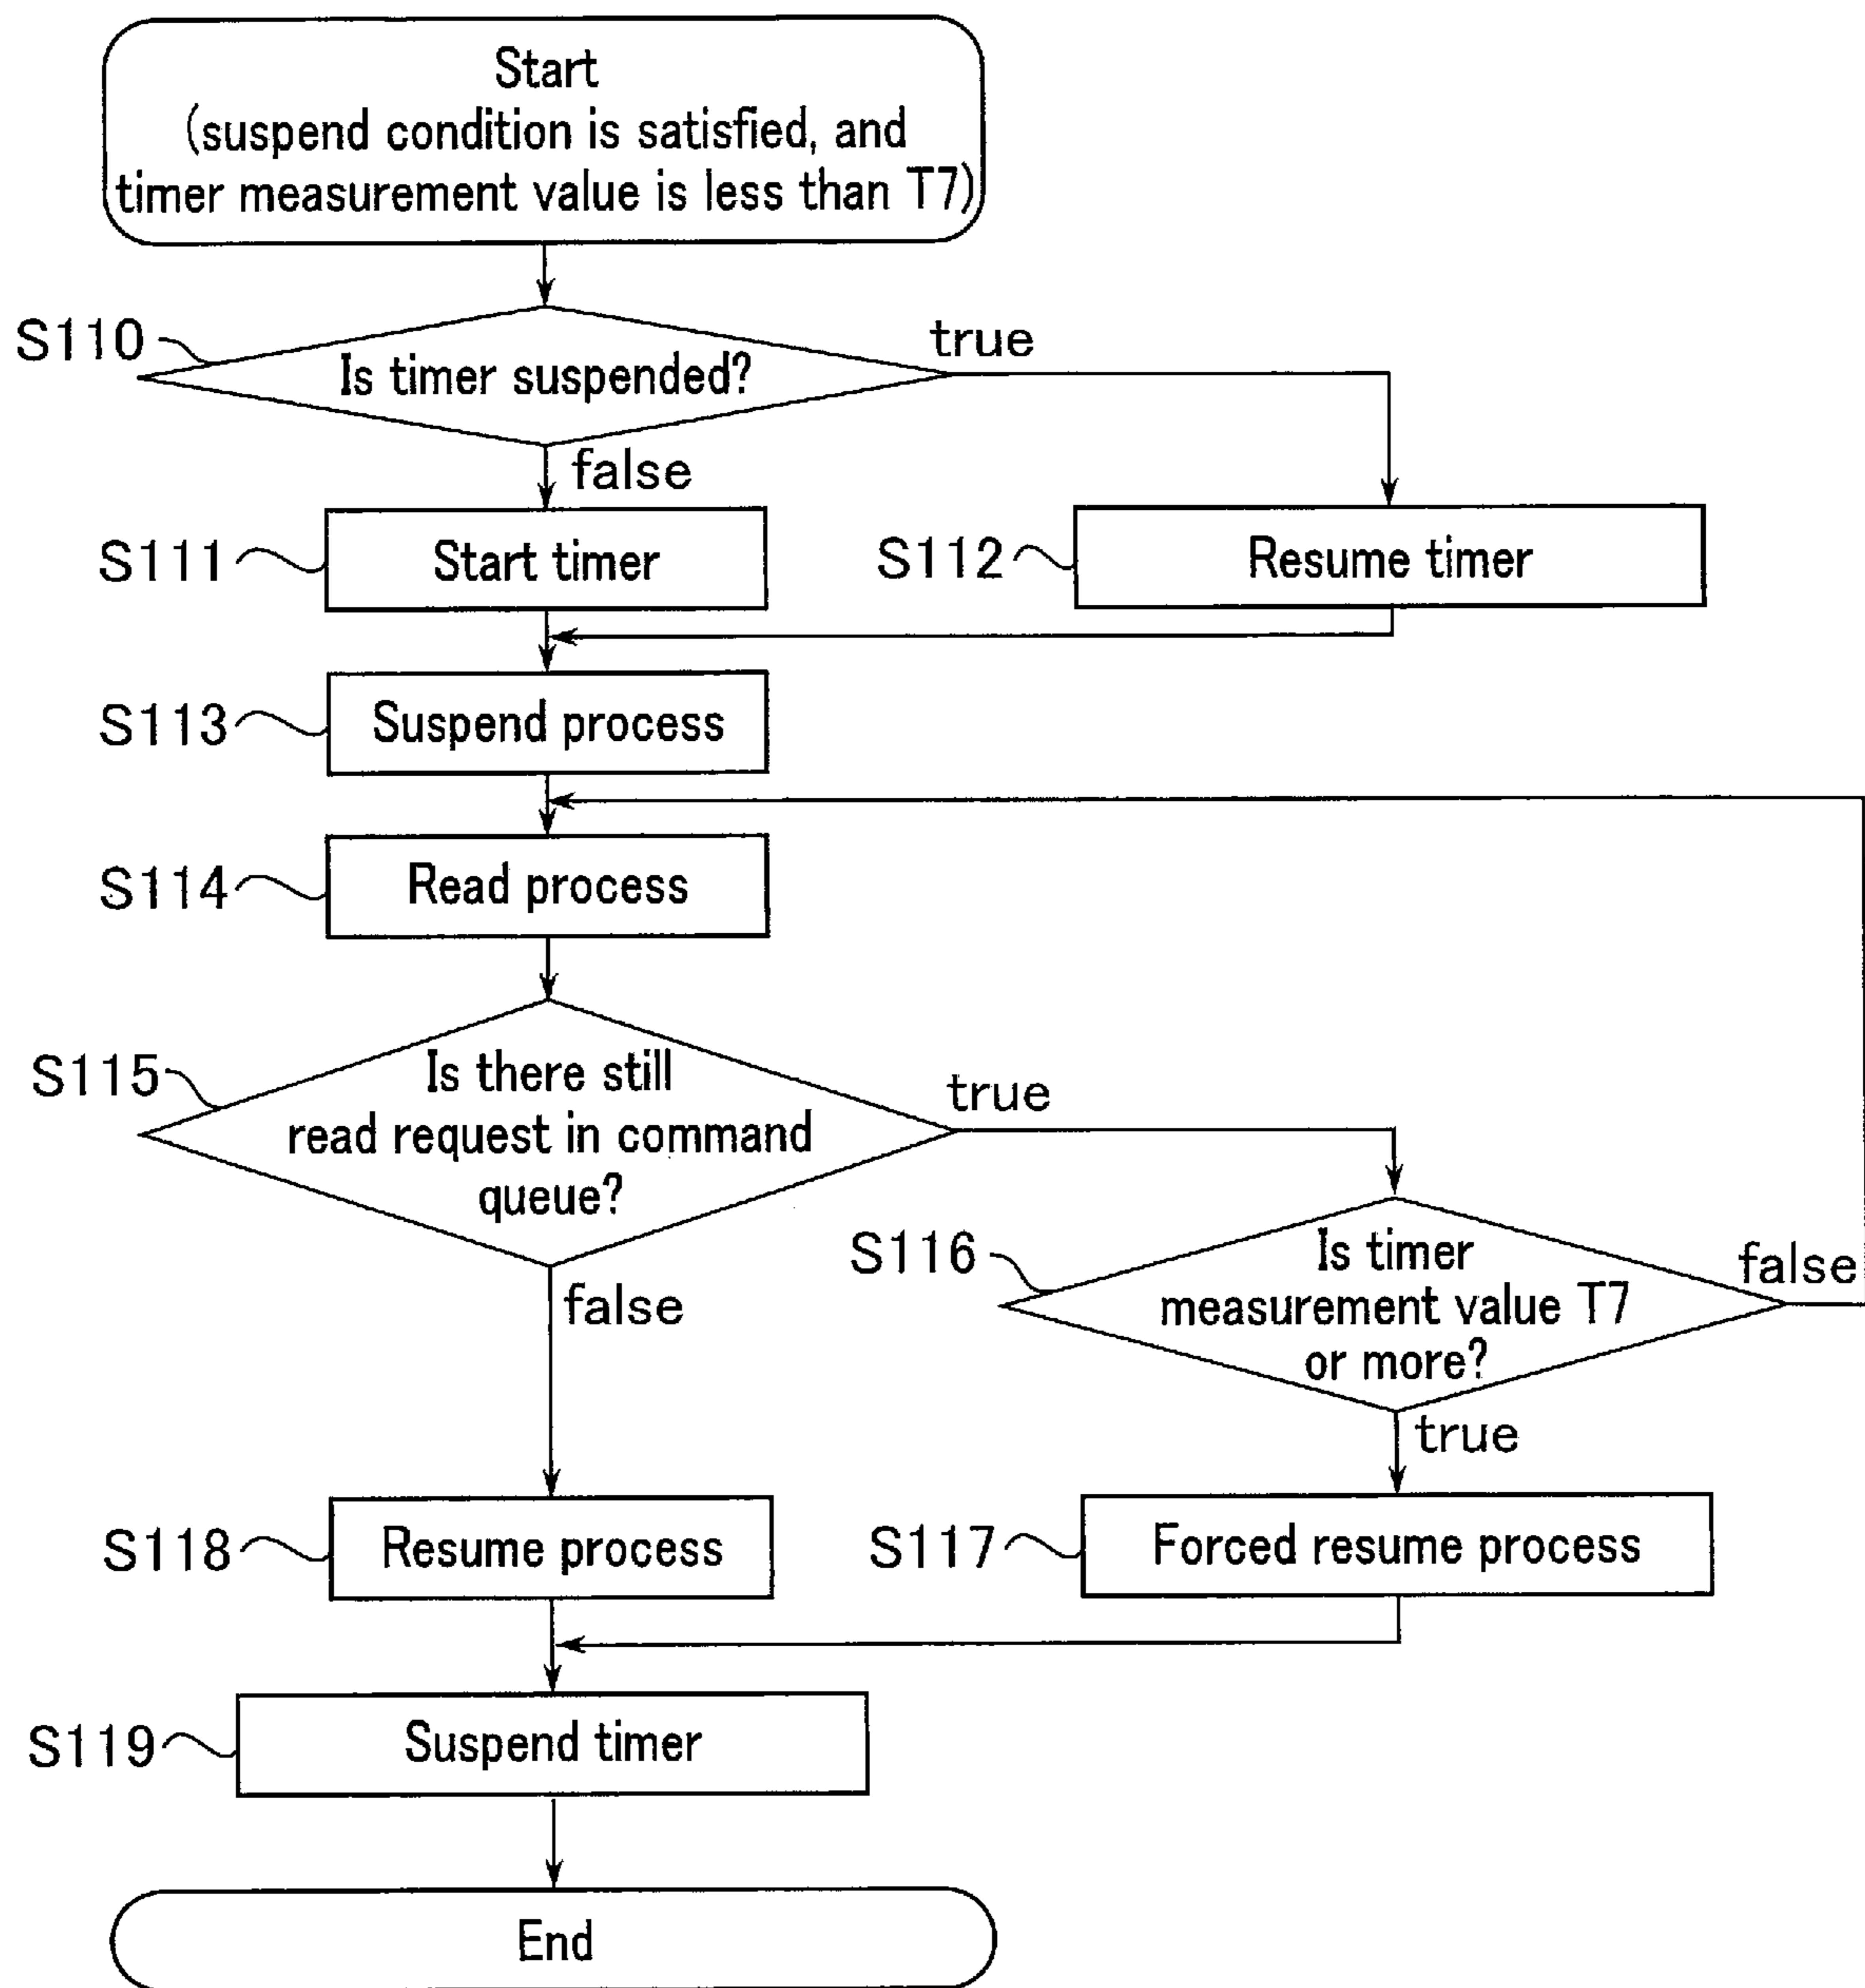 Start
(suspend condition is satisfied, and
timer measurement value is less than T7)
S110
Is timer suspended?
true
false
S111
Start timer
S112
Resume timer
S113
Suspend process
S114
Read process
S115
Is there still
read request in command
queue?
true
false
S116
Is timer
measurement value T7
or more?
false
true
S118
Resume process
S117
Forced resume process
S119
Suspend timer
End